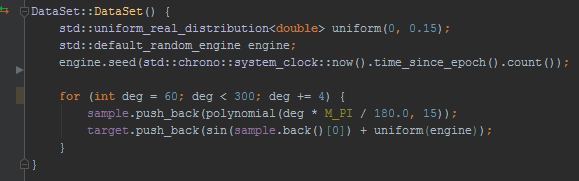 DataSet::DataSet() {
    std::uniform_real_distribution<double> uniform(0, 0.15);
    std::default_random_engine engine;
    engine.seed(std::chrono::system_clock::now().time_since_epoch().count());
    for (int deg = 60; deg < 300; deg += 4) {
        sample.push_back(polynomial(deg * M_PI / 180.0, 15));
        target.push_back(sin(sample.back()[0]) + uniform(engine));
    }
}